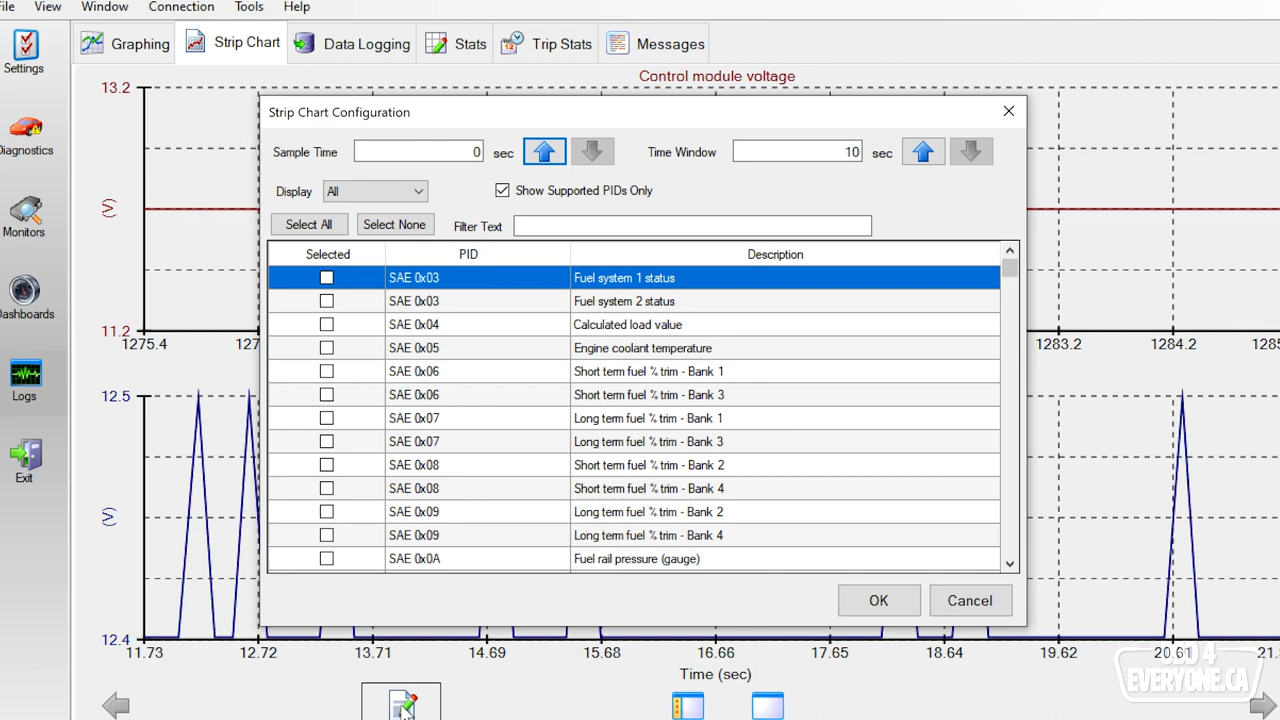 File View Window Connection Tools Help
Settings
Diagnostics
Monitors
Dashboards
Logs
Exit
Graphing Strip Chart Data Logging Stats Trip Stats Messages
Control module voltage
13.2
(V)
11.2
1275.4 1283.2 1284.2
12.5
(V)
12.4
11.73 12.72 13.71 14.69 15.68 16.66 17.65 18.64 19.62 20.61
Time (sec)
Strip Chart Configuration
Sample Time 0 sec Time Window 10 sec
Display All Show Supported PIDs Only
Select All Select None Filter Text
Selected PID Description
SAE 0x03 Fuel system 1 status
SAE 0x03 Fuel system 2 status
SAE 0x04 Calculated load value
SAE 0x05 Engine coolant temperature
SAE 0x06 Short term fuel % trim - Bank 1
SAE 0x06 Short term fuel % trim - Bank 3
SAE 0x07 Long term fuel % trim - Bank 1
SAE 0x07 Long term fuel % trim - Bank 3
SAE 0x08 Short term fuel % trim - Bank 2
SAE 0x08 Short term fuel % trim - Bank 4
SAE 0x09 Long term fuel % trim - Bank 2
SAE 0x09 Long term fuel % trim - Bank 4
SAE 0x0A Fuel rail pressure (gauge)
OK Cancel
OBD 4
EVERYONE.CA